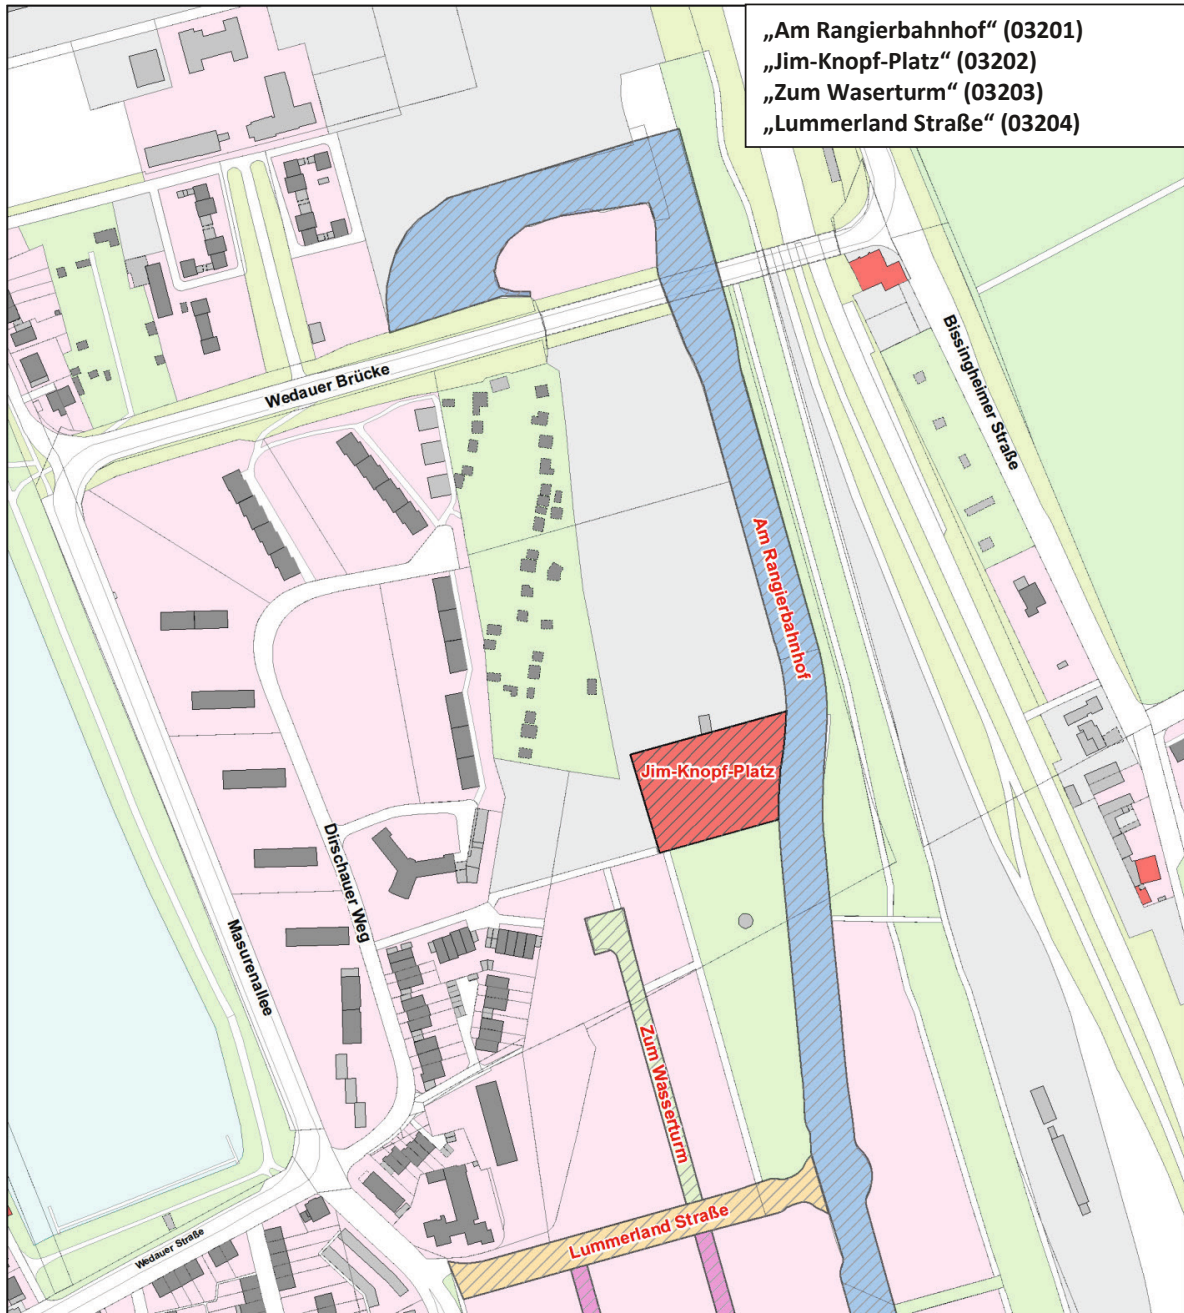 „Am Rangierbahnhof“ (03201)
„Jim-Knopf-Platz“ (03202)
„Zum Waserturm“ (03203)
„Lummerland Straße“ (03204)
Wedauer Brücke
Bissingheimer Straße
Am Rangierbahnhof
Jim-Knopf-Platz
Dirschauer Weg
Masurenallee
Zum Wasserturm
Lummerland Straße
Wedauer Straße